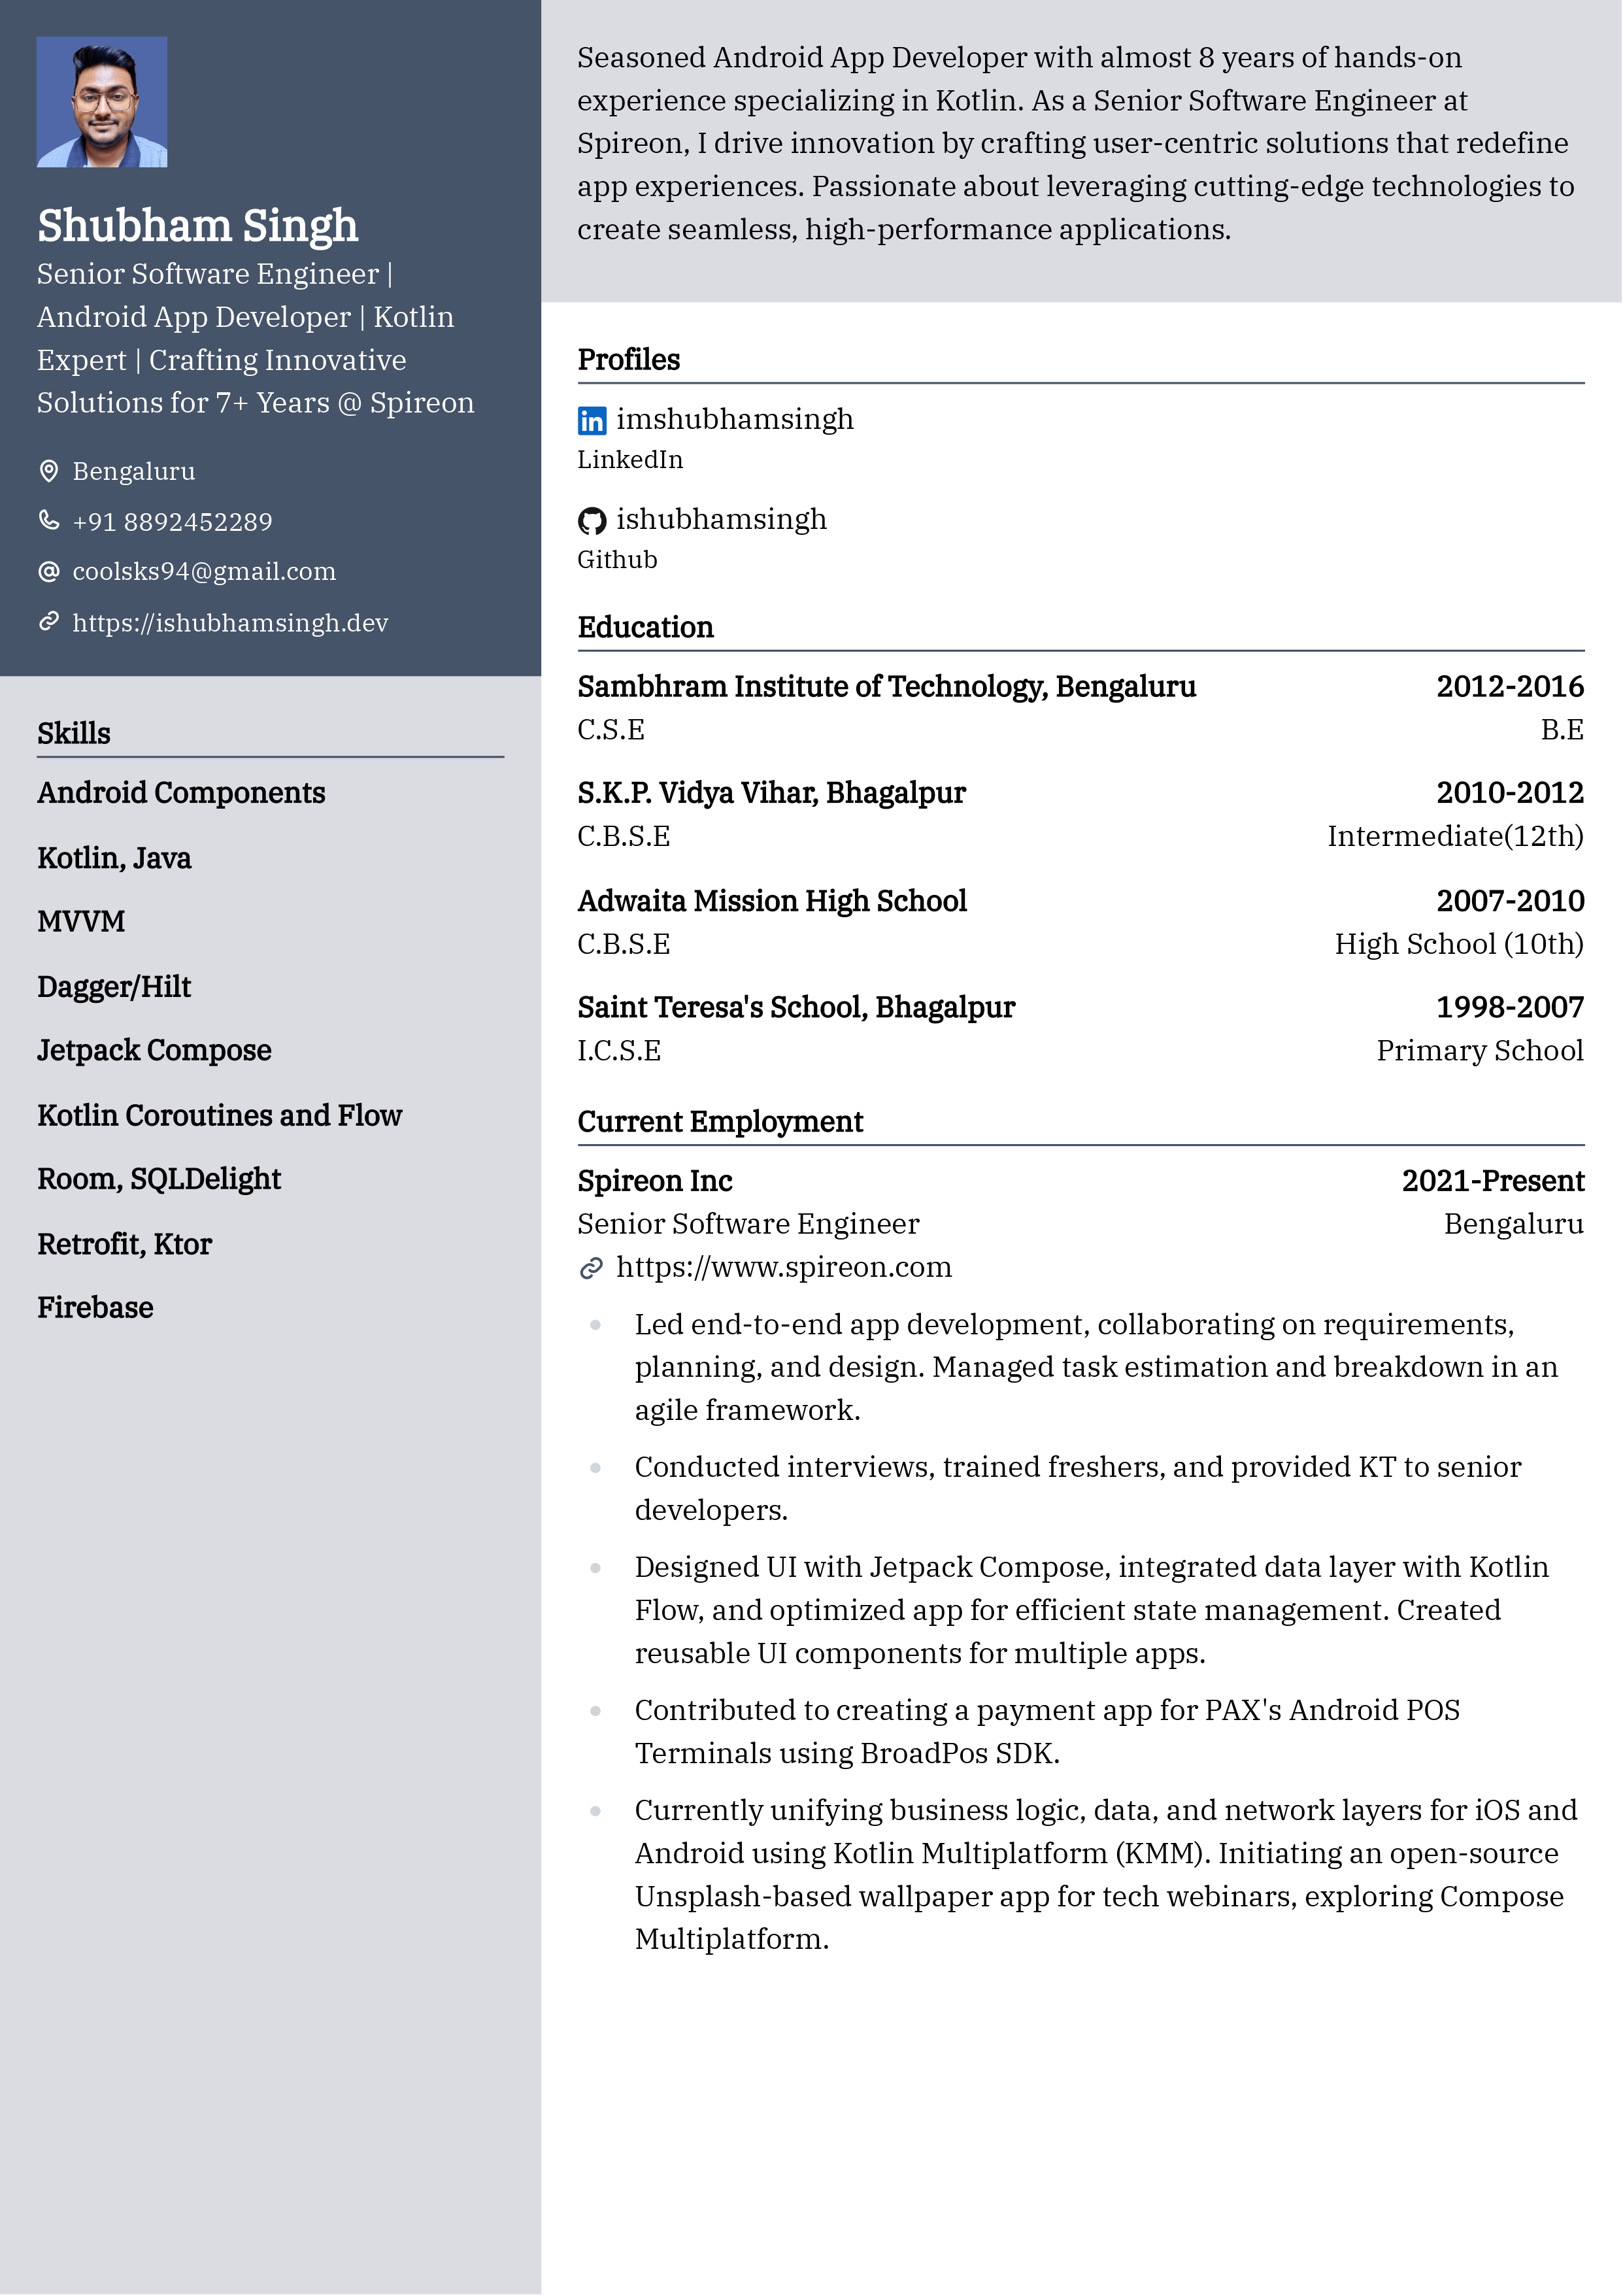 Shubham Singh
Senior Software Engineer |
Android App Developer | Kotlin
Expert | Crafting Innovative
Solutions for 7+ Years @ Spireon
Bengaluru
+91 8892452289
coolsks94@gmail.com
https://ishubhamsingh.dev
Skills
Android Components
Kotlin, Java
MVVM
Dagger/Hilt
Jetpack Compose
Kotlin Coroutines and Flow
Room, SQLDelight
Retrofit, Ktor
Firebase
Seasoned Android App Developer with almost 8 years of hands-on
experience specializing in Kotlin. As a Senior Software Engineer at
Spireon, I drive innovation by crafting user-centric solutions that redefine
app experiences. Passionate about leveraging cutting-edge technologies to
create seamless, high-performance applications.
Profiles
in imshubhamsingh
LinkedIn
ishubhamsingh
Github
Education
Sambhram Institute of Technology, Bengaluru 2012-2016
C.S.E B.E
S.K.P. Vidya Vihar, Bhagalpur 2010-2012
C.B.S.E Intermediate(12th)
Adwaita Mission High School 2007-2010
C.B.S.E High School (10th)
Saint Teresa's School, Bhagalpur 1998-2007
I.C.S.E Primary School
Current Employment
Spireon Inc 2021-Present
Senior Software Engineer Bengaluru
https://www.spireon.com
Led end-to-end app development, collaborating on requirements,
planning, and design. Managed task estimation and breakdown in an
agile framework.
Conducted interviews, trained freshers, and provided KT to senior
developers.
Designed UI with Jetpack Compose, integrated data layer with Kotlin
Flow, and optimized app for efficient state management. Created
reusable UI components for multiple apps.
Contributed to creating a payment app for PAX's Android POS
Terminals using BroadPos SDK.
Currently unifying business logic, data, and network layers for iOS and
Android using Kotlin Multiplatform (KMM). Initiating an open-source
Unsplash-based wallpaper app for tech webinars, exploring Compose
Multiplatform.